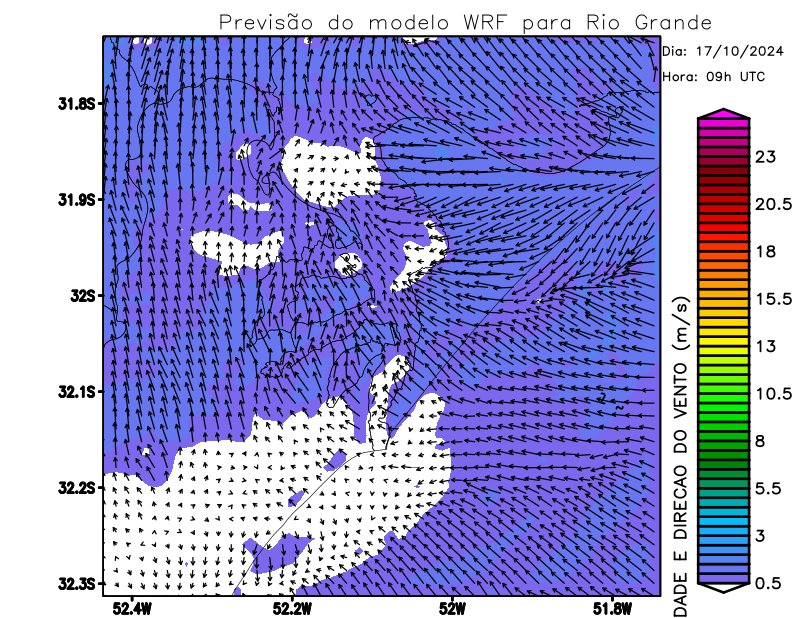 Previsão do modelo WRF para Rio Grande
Dia: 17/10/2024
Hora: 09h UTC
31.8S
31.9S
32S
32.1S
32.2S
32.3S
52.4W
52.2W
52W
51.8W
23
20.5
18
15.5
13
10.5
8
5.5
3
0.5
DADE E DIRECAO DO VENTO (m/s)